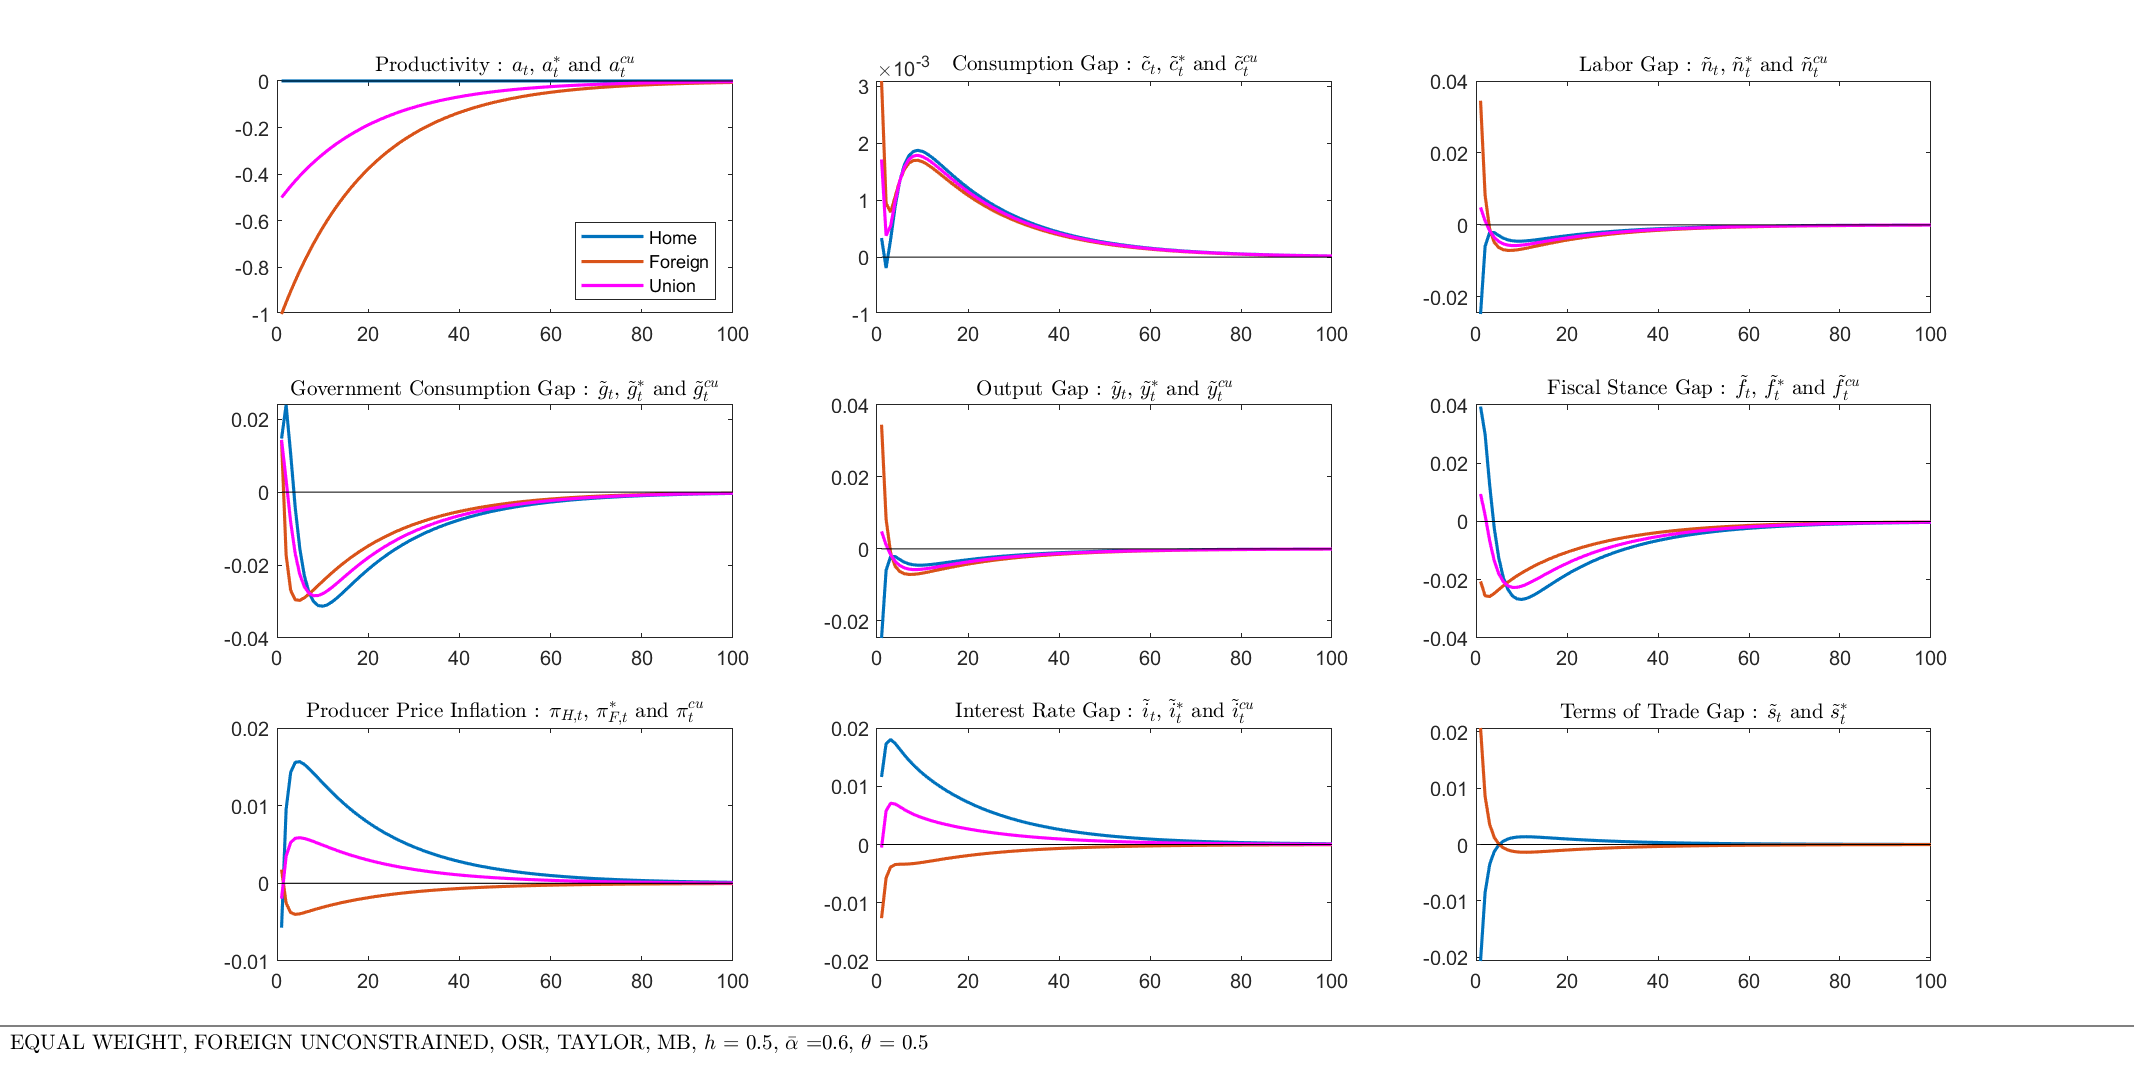 Productivity : a_t, a_t^* and a_t^{cu}
0
-0.2
-0.4
-0.6
-0.8
-1
0 20 40 60 80 100
Home
Foreign
Union
Consumption Gap : c̃_t, c̃_t^* and c̃_t^{cu}
×10^{-3}
3
2
1
0
-1
0 20 40 60 80 100
Labor Gap : ñ_t, ñ_t^* and ñ_t^{cu}
0.04
0.02
0
-0.02
0 20 40 60 80 100
Government Consumption Gap : g̃_t, g̃_t^* and g̃_t^{cu}
0.02
0
-0.02
-0.04
0 20 40 60 80 100
Output Gap : ỹ_t, ỹ_t^* and ỹ_t^{cu}
0.04
0.02
0
-0.02
0 20 40 60 80 100
Fiscal Stance Gap : f̃_t, f̃_t^* and f̃_t^{cu}
0.04
0.02
0
-0.02
-0.04
0 20 40 60 80 100
Producer Price Inflation : π_{H,t}, π_{F,t}^* and π_t^{cu}
0.02
0.01
0
-0.01
0 20 40 60 80 100
Interest Rate Gap : ĩ̃_t, ĩ̃_t^* and ĩ̃_t^{cu}
0.02
0.01
0
-0.01
-0.02
0 20 40 60 80 100
Terms of Trade Gap : s̃_t and s̃_t^*
0.02
0.01
0
-0.01
-0.02
0 20 40 60 80 100
EQUAL WEIGHT, FOREIGN UNCONSTRAINED, OSR, TAYLOR, MB, h = 0.5, ᾱ =0.6, θ = 0.5